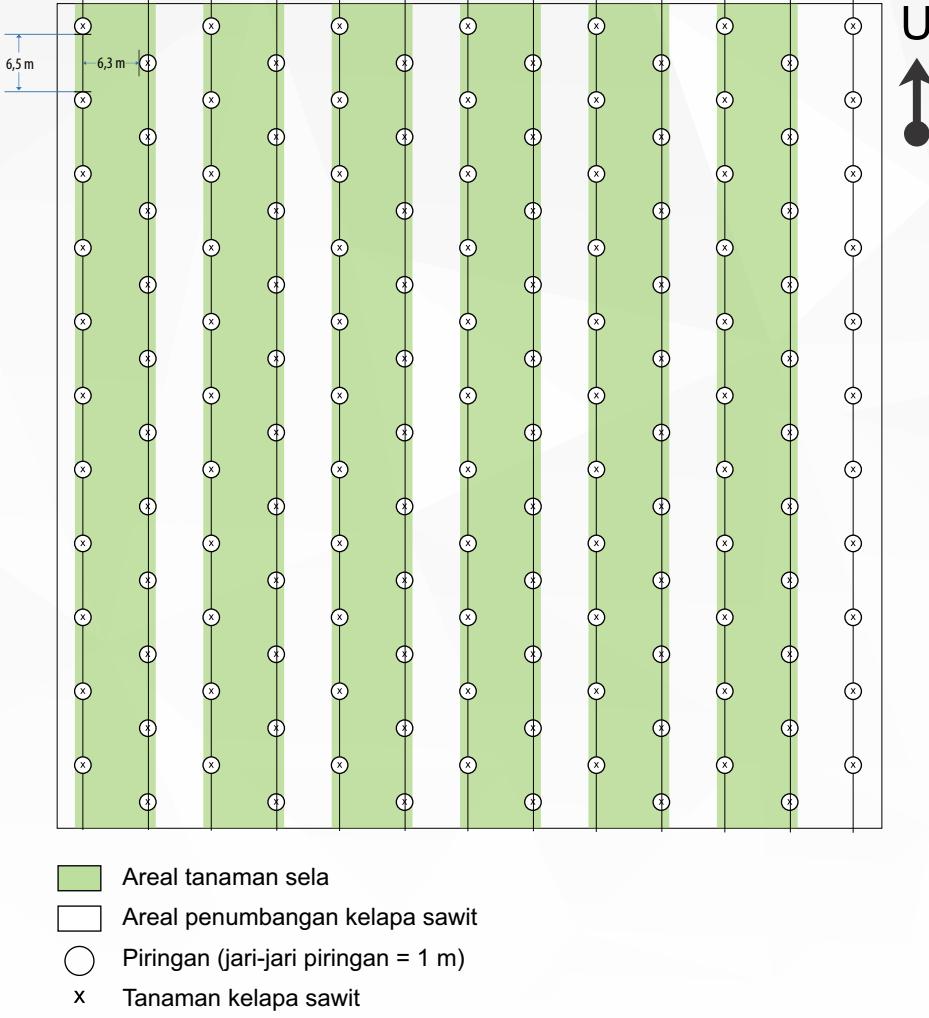 U
6,5 m
6,3 m
Areal tanaman sela
Areal penumbangan kelapa sawit
Piringan (jari-jari piringan = 1 m)
x Tanaman kelapa sawit